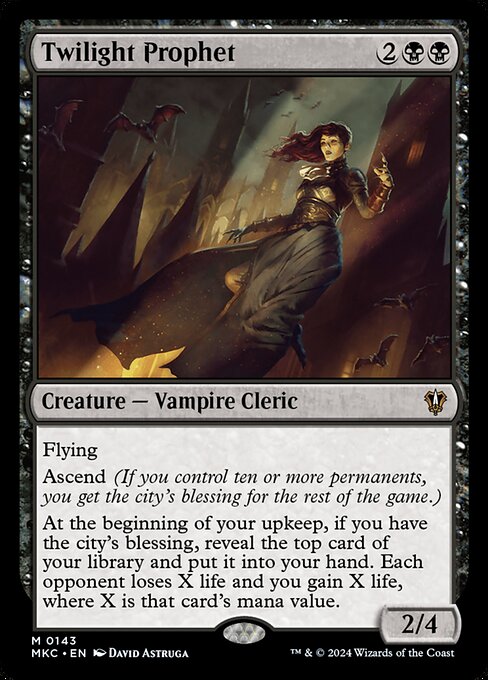 Twilight Prophet 2
Creature — Vampire Cleric
Flying
Ascend (If you control ten or more permanents,
you get the city's blessing for the rest of the game.)
At the beginning of your upkeep, if you have
the city's blessing, reveal the top card of
your library and put it into your hand. Each
opponent loses X life and you gain X life,
where X is that card's mana value.
2/4
M 0143
MKC • EN DAVID ASTRUGA
™ & © 2024 Wizards of the Coast